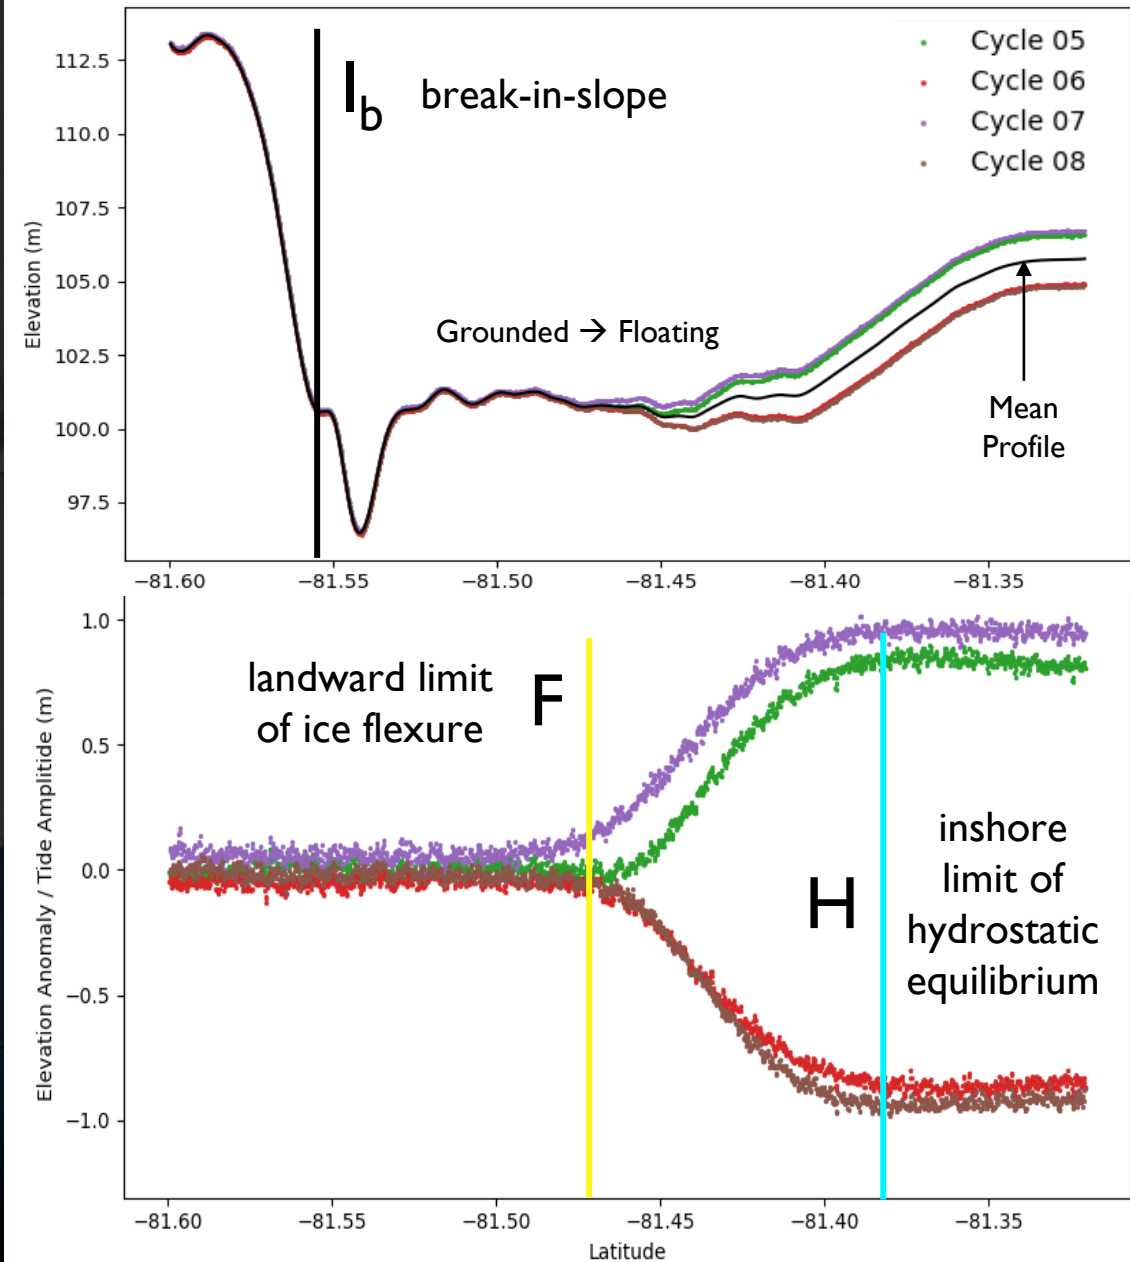 Cycle 05
Cycle 06
Cycle 07
Cycle 08
I_b break-in-slope
Grounded → Floating
Mean
Profile
Elevation (m)
112.5
110.0
107.5
105.0
102.5
100.0
97.5
−81.60 −81.55 −81.50 −81.45 −81.40 −81.35
landward limit
of ice flexure
F
H
inshore
limit of
hydrostatic
equilibrium
Elevation Anomaly / Tide Amplitide (m)
1.0
0.5
0.0
−0.5
−1.0
−81.60 −81.55 −81.50 −81.45 −81.40 −81.35
Latitude